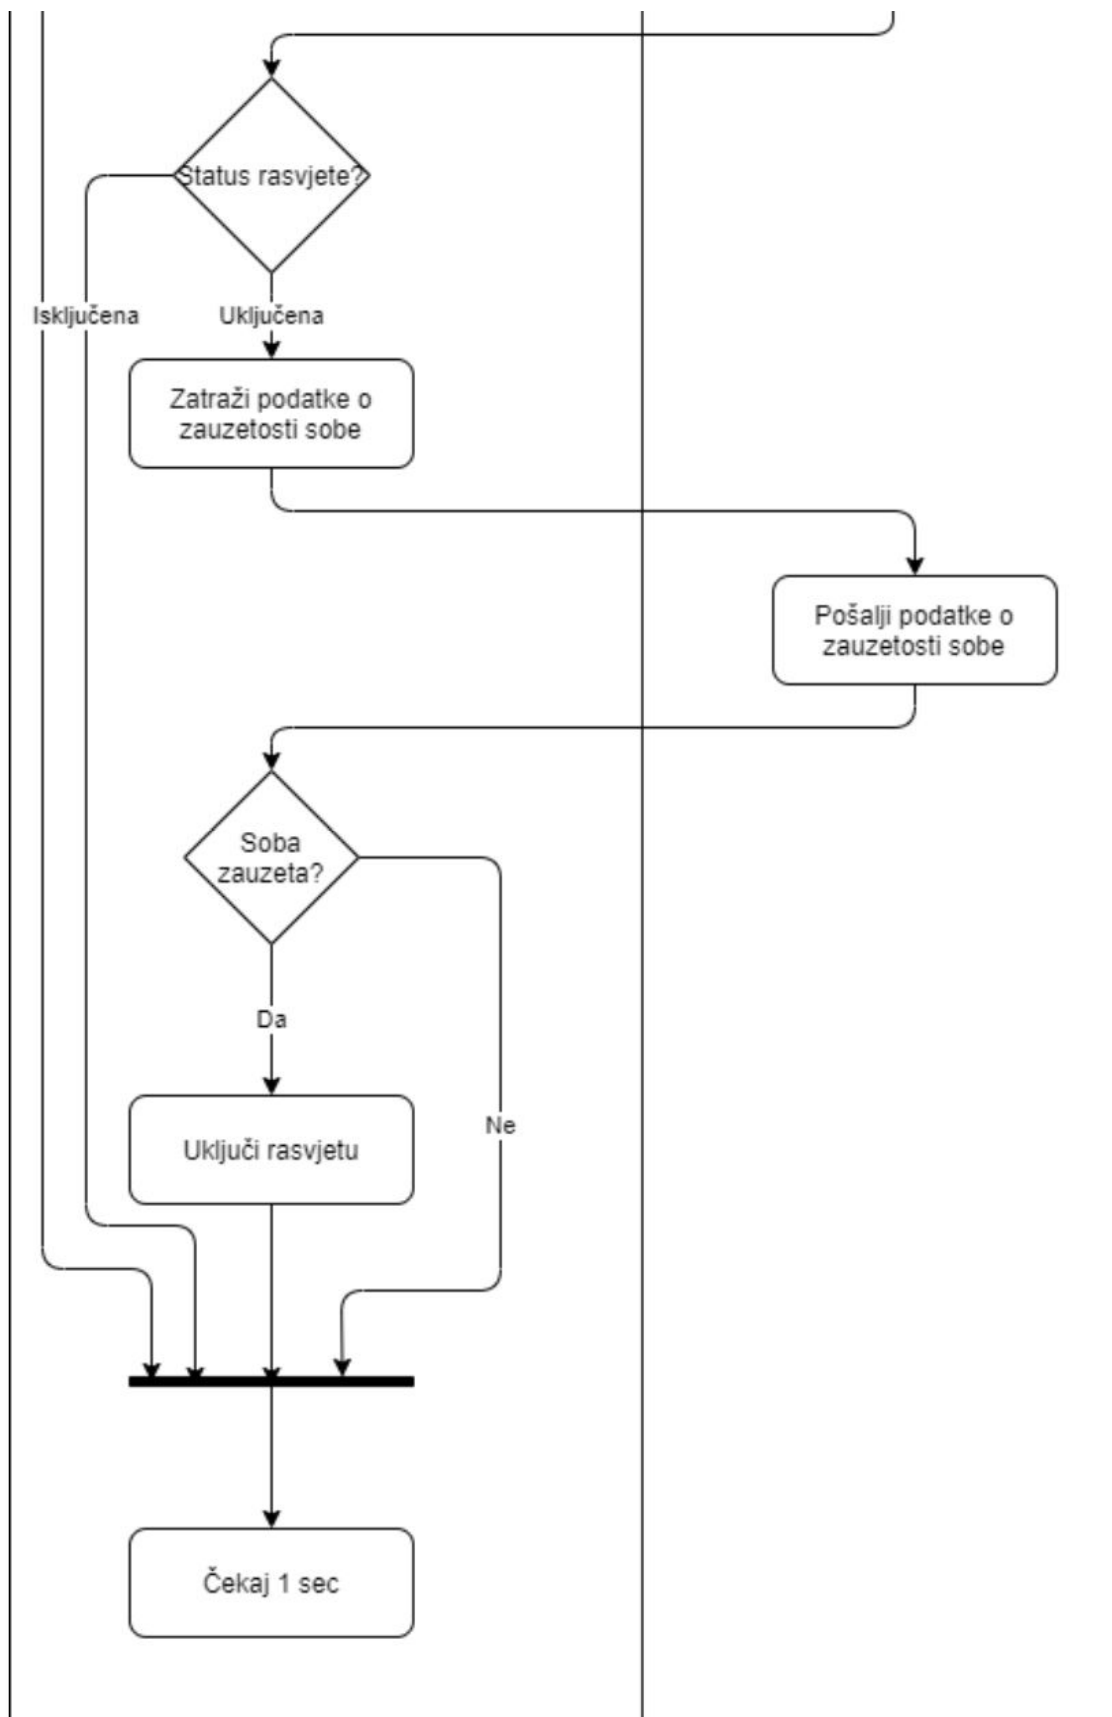 Status rasvjete?
Isključena
Uključena
Zatraži podatke o
zauzetosti sobe
Pošalji podatke o
zauzetosti sobe
Soba
zauzeta?
Da
Ne
Uključi rasvjetu
Čekaj 1 sec